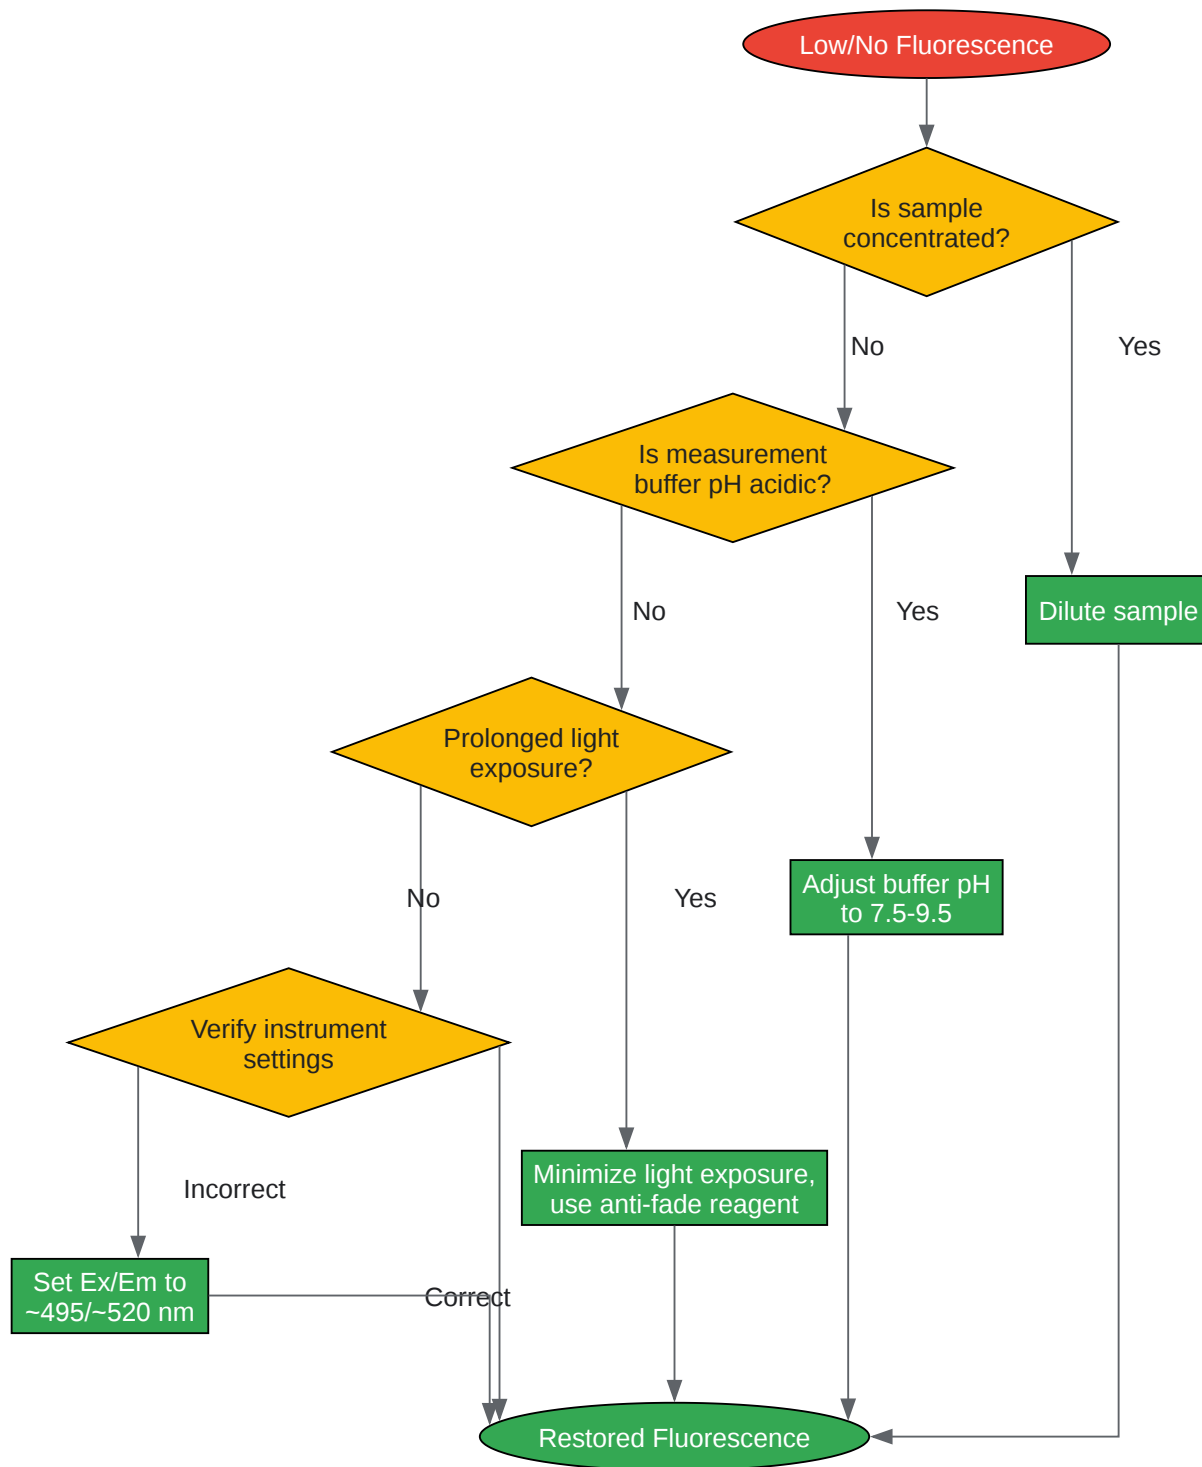 Low/No Fluorescence
Is sample
concentrated?
No
Yes
Is measurement
buffer pH acidic?
No
Yes
Dilute sample
Prolonged light
exposure?
No
Yes
Adjust buffer pH
to 7.5-9.5
Verify instrument
settings
Incorrect
Minimize light exposure,
use anti-fade reagent
Set Ex/Em to
~495/~520 nm
Correct
Restored Fluorescence